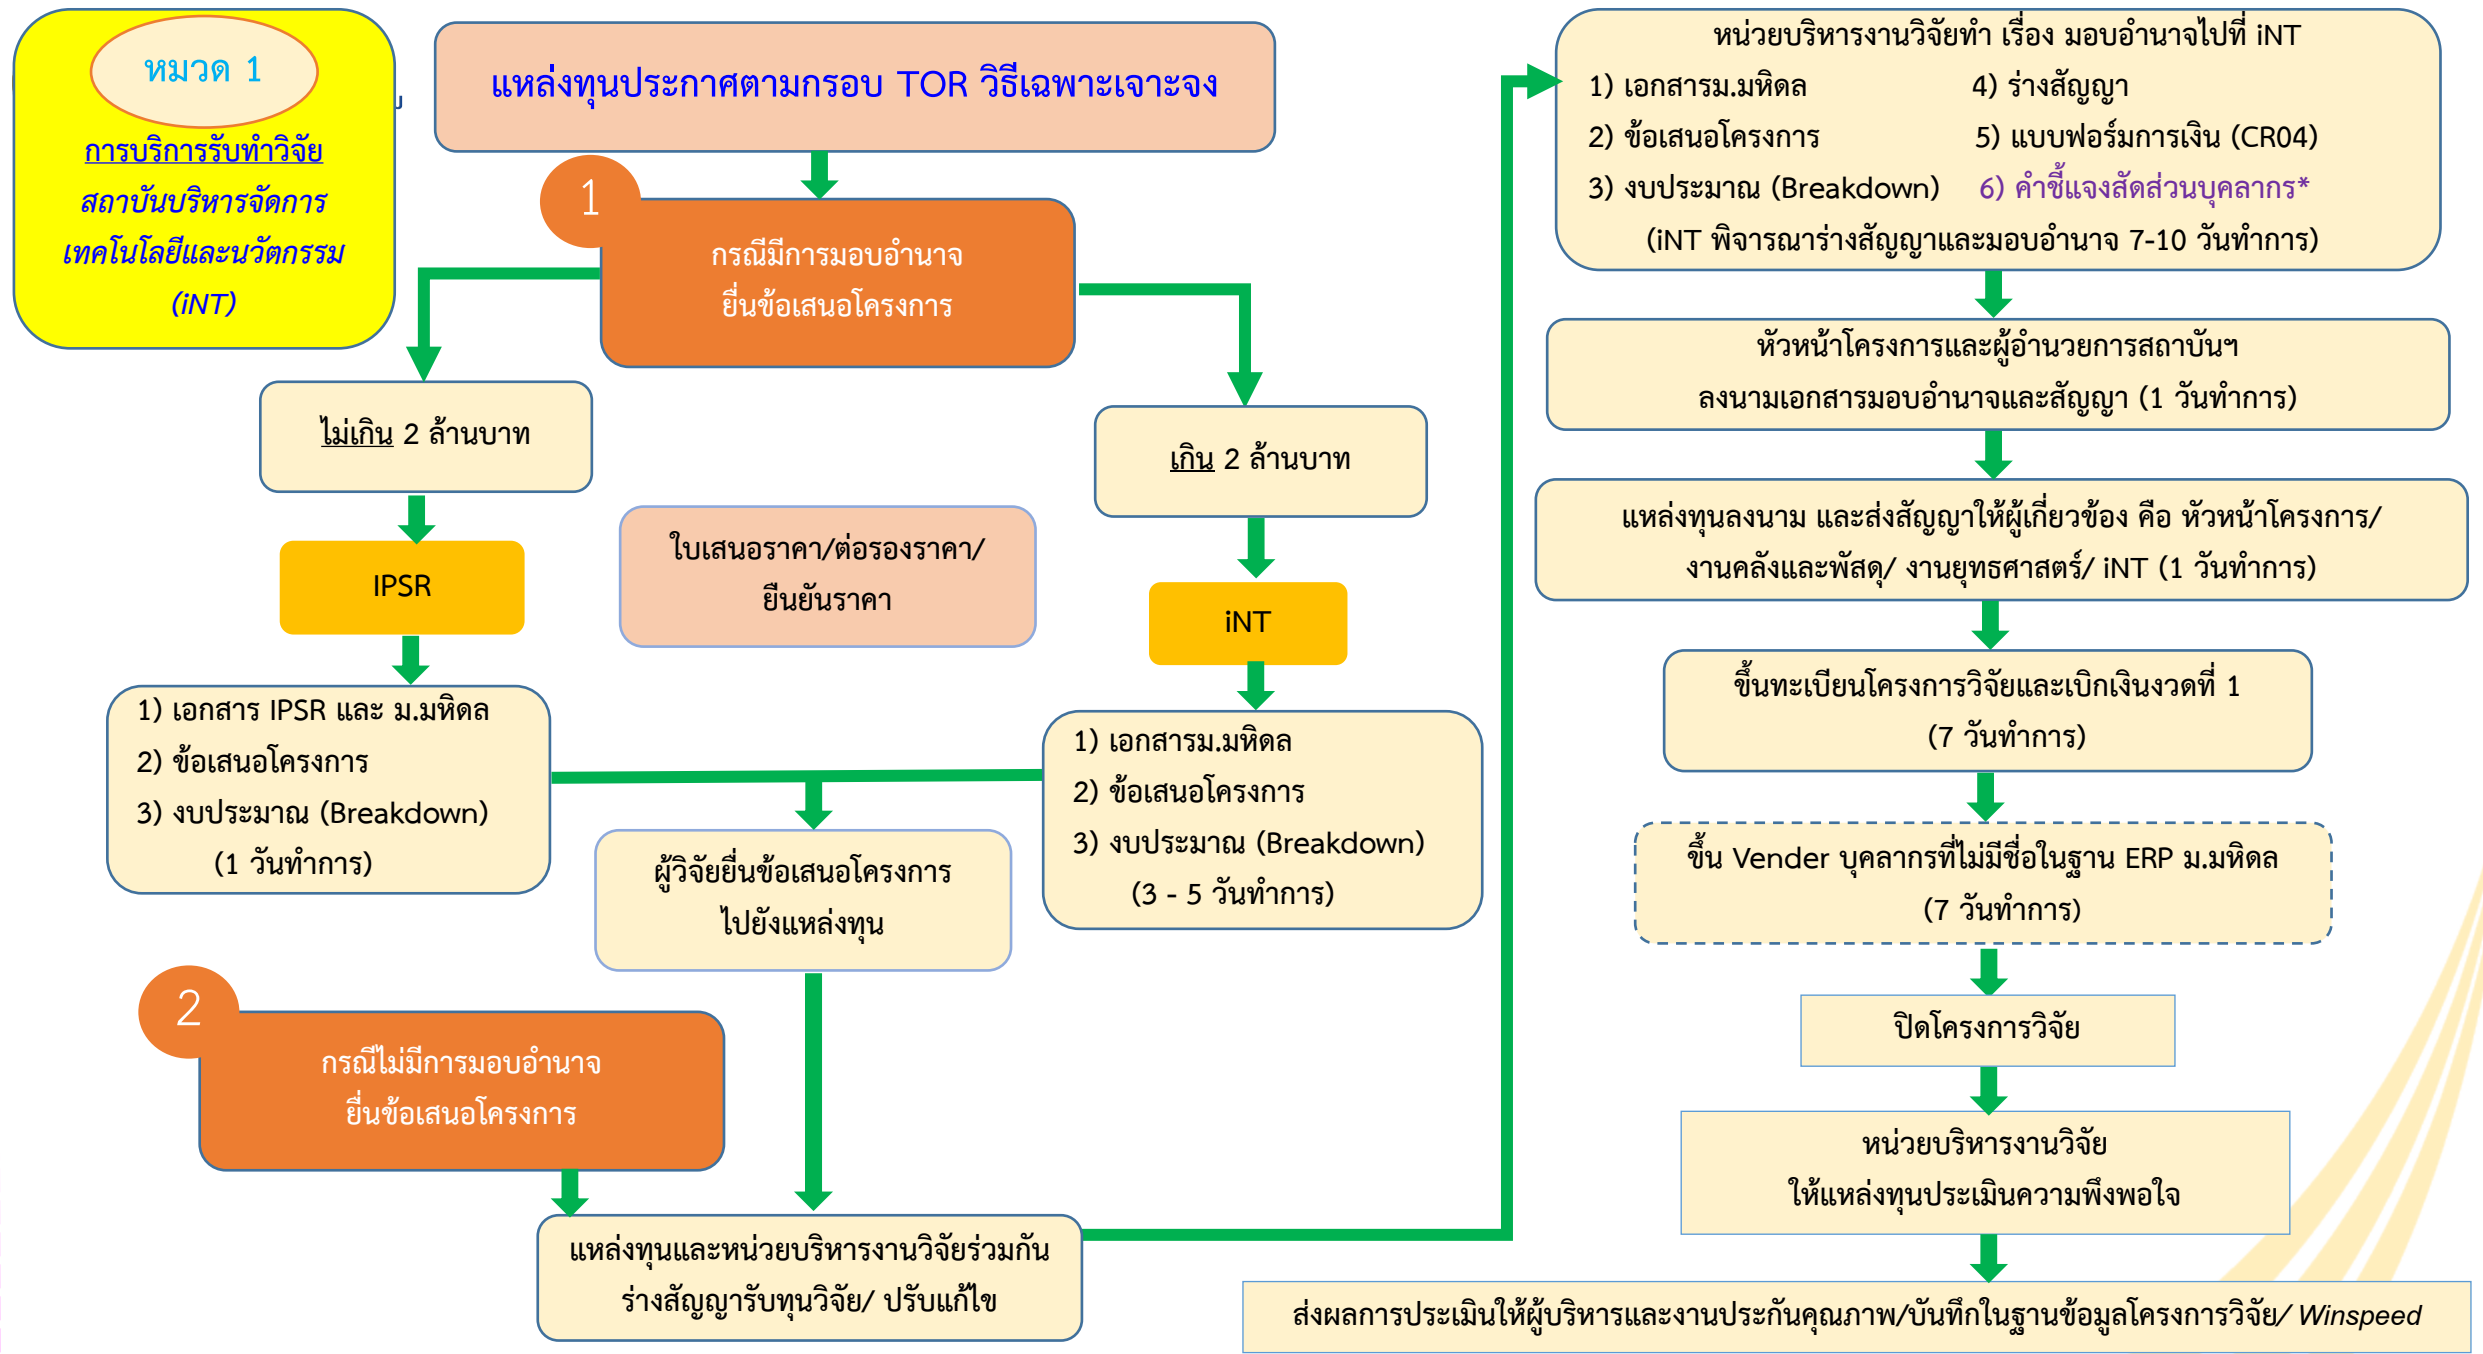 หมวด 1
การบริการรับทำวิจัย
สถาบันบริหารจัดการ
เทคโนโลยีและนวัตกรรม
(iNT)
แหล่งทุนประกาศตามกรอบ TOR วิธีเฉพาะเจาะจง
1
กรณีมีการมอบอำนาจ
ยื่นข้อเสนอโครงการ
ไม่เกิน 2 ล้านบาท
เกิน 2 ล้านบาท
IPSR
ใบเสนอราคา/ต่อรองราคา/
ยืนยันราคา
iNT
1) เอกสาร IPSR และ ม.มหิดล
2) ข้อเสนอโครงการ
3) งบประมาณ (Breakdown)
(1 วันทำการ)
1) เอกสารม.มหิดล
2) ข้อเสนอโครงการ
3) งบประมาณ (Breakdown)
(3 - 5 วันทำการ)
ผู้วิจัยยื่นข้อเสนอโครงการ
ไปยังแหล่งทุน
2
กรณีไม่มีการมอบอำนาจ
ยื่นข้อเสนอโครงการ
แหล่งทุนและหน่วยบริหารงานวิจัยร่วมกัน
ร่างสัญญารับทุนวิจัย/ ปรับแก้ไข
หน่วยบริหารงานวิจัยทำ เรื่อง มอบอำนาจไปที่ iNT
1) เอกสารม.มหิดล 4) ร่างสัญญา
2) ข้อเสนอโครงการ 5) แบบฟอร์มการเงิน (CR04)
3) งบประมาณ (Breakdown) 6) คำชี้แจงสัดส่วนบุคลากร*
(iNT พิจารณาร่างสัญญาและมอบอำนาจ 7-10 วันทำการ)
หัวหน้าโครงการและผู้อำนวยการสถาบันฯ
ลงนามเอกสารมอบอำนาจและสัญญา (1 วันทำการ)
แหล่งทุนลงนาม และส่งสัญญาให้ผู้เกี่ยวข้อง คือ หัวหน้าโครงการ/
งานคลังและพัสดุ/ งานยุทธศาสตร์/ iNT (1 วันทำการ)
ขึ้นทะเบียนโครงการวิจัยและเบิกเงินงวดที่ 1
(7 วันทำการ)
ขึ้น Vender บุคลากรที่ไม่มีชื่อในฐาน ERP ม.มหิดล
(7 วันทำการ)
ปิดโครงการวิจัย
หน่วยบริหารงานวิจัย
ให้แหล่งทุนประเมินความพึงพอใจ
ส่งผลการประเมินให้ผู้บริหารและงานประกันคุณภาพ/บันทึกในฐานข้อมูลโครงการวิจัย/ Winspeed